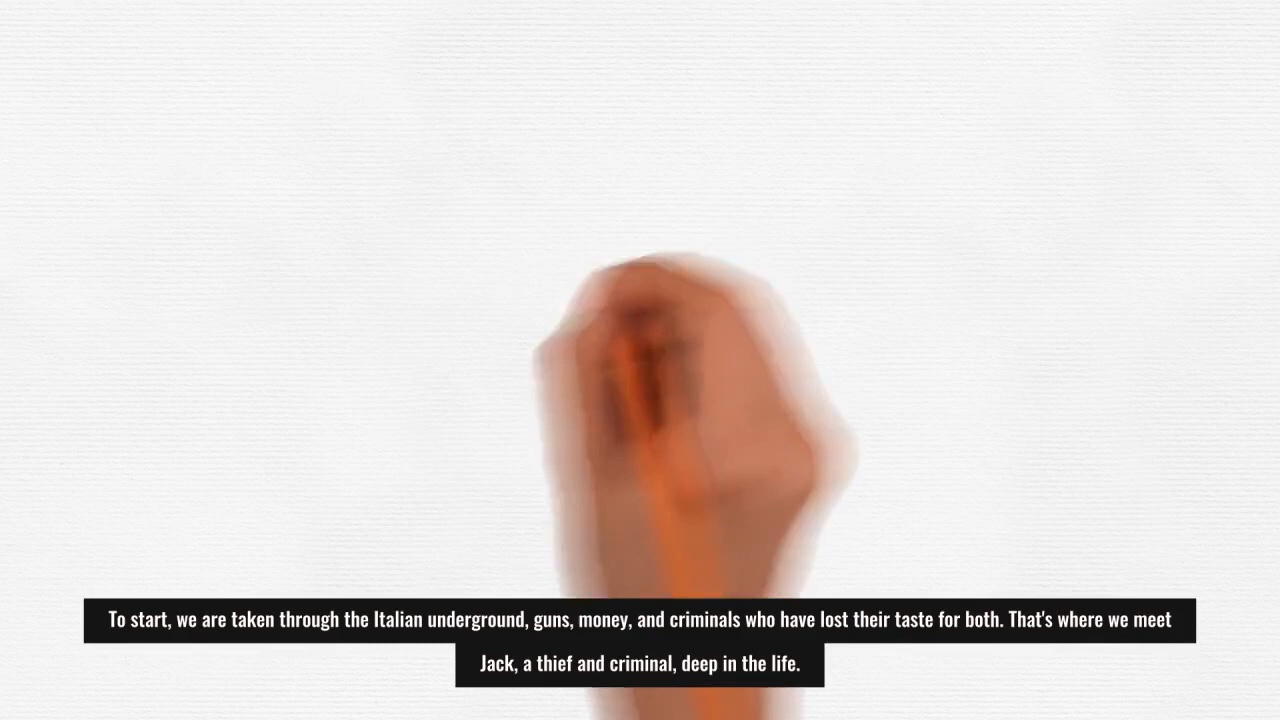 To start, we are taken through the Italian underground, guns, money, and criminals who have lost their taste for both. That's where we meet
Jack, a thief and criminal, deep in the life.